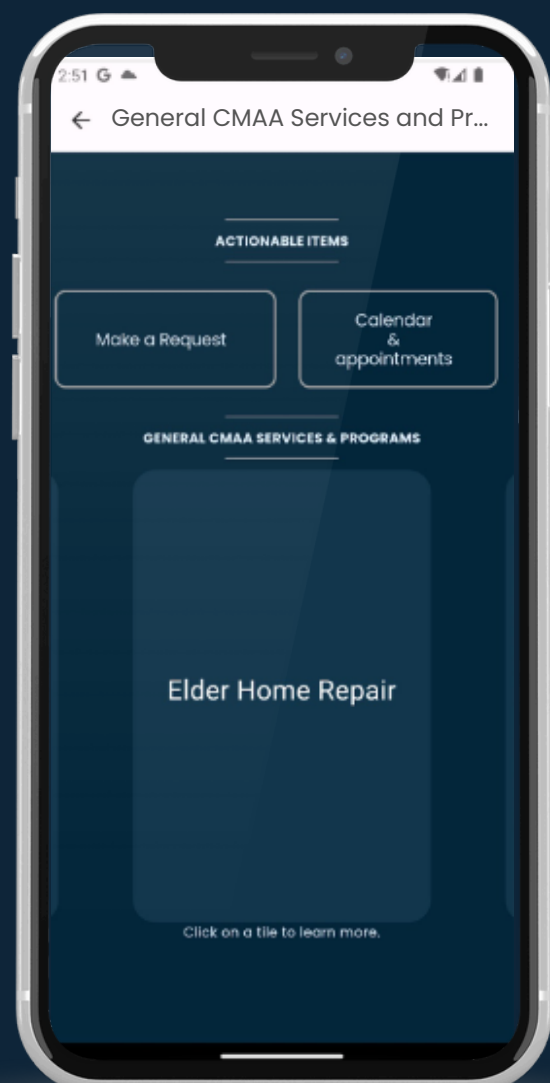 2:51 G
General CMAA Services and Pr...
ACTIONABLE ITEMS
Make a Request
Calendar
&
appointments
GENERAL CMAA SERVICES & PROGRAMS
Elder Home Repair
Click on a tile to learn more.